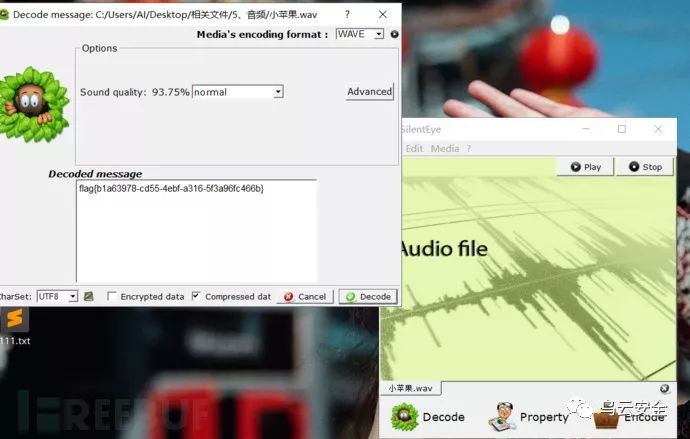 Decode message: C:/Users/Al/Desktop/相关文件/5、音频/小苹果.wav
?
Media's encoding format : WAVE
Options
Sound quality: 93.75% normal
Advanced
Decoded message
flag{b1a63978-cd55-4ebf-a316-5f3a96fc466b}
CharSet: UTF8
Encrypted data
Compressed dat
Cancel
Decode
SilentEye
Edit Media ?
Play
Stop
Audio file
小苹果.wav
Decode
Property
Encode
111.txt
REEBUF
乌云安全